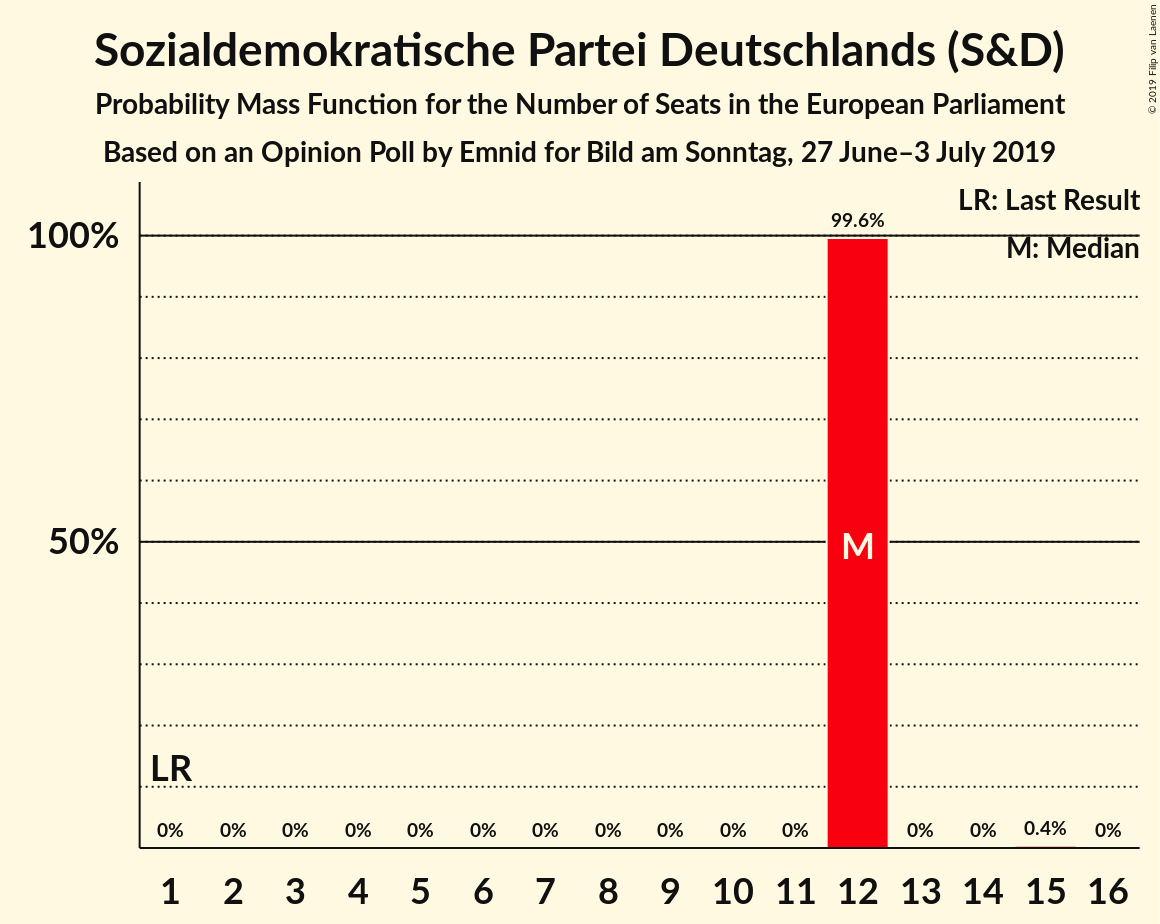 Sozialdemokratische Partei Deutschlands (S&D)
Probability Mass Function for the Number of Seats in the European Parliament
Based on an Opinion Poll by Emnid for Bild am Sonntag, 27 June–3 July 2019
© 2019 Filip van Laenen
LR: Last Result
M: Median
99.6%
100%
50%
M
LR
0% 0% 0% 0% 0% 0% 0% 0% 0% 0% 0% 0% 0% 0.4% 0%
1 2 3 4 5 6 7 8 9 10 11 12 13 14 15 16